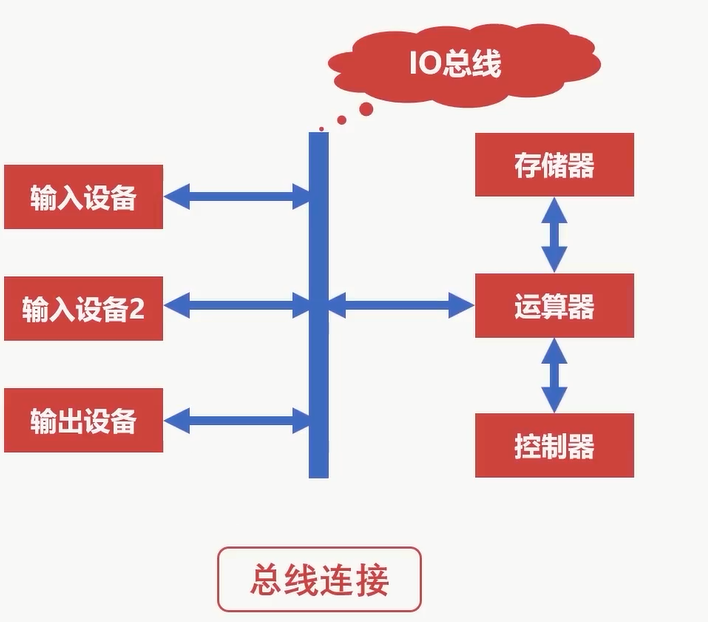 IO总线
存储器
输入设备
运算器
输入设备2
输出设备
控制器
总线连接